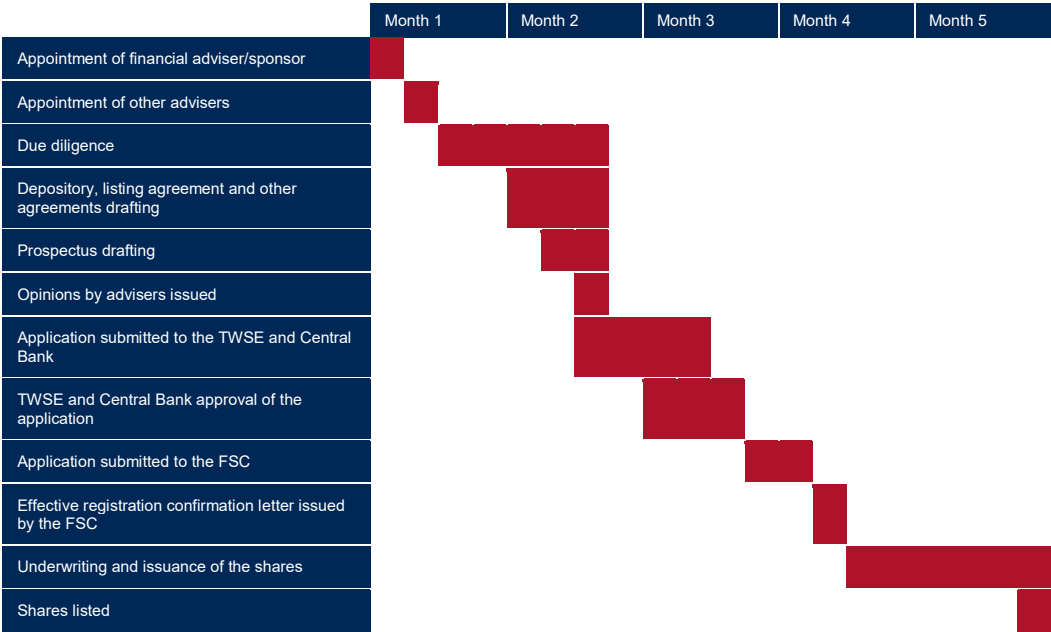 Month 1
Month 2
Month 3
Month 4
Month 5
Appointment of financial adviser/sponsor
Appointment of other advisers
Due diligence
Depository, listing agreement and other
agreements drafting
Prospectus drafting
Opinions by advisers issued
Application submitted to the TWSE and Central
Bank
TWSE and Central Bank approval of the
application
Application submitted to the FSC
Effective registration confirmation letter issued
by the FSC
Underwriting and issuance of the shares
Shares listed